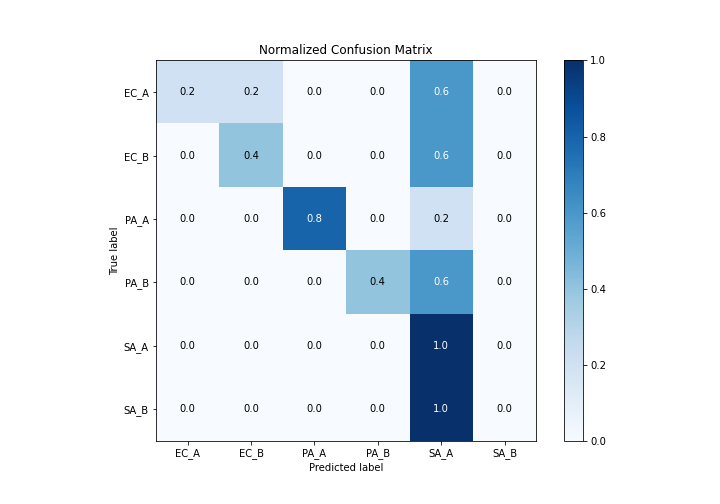 Normalized Confusion Matrix
EC_A 0.2 0.2 0.0 0.0 0.6 0.0
EC_B 0.0 0.4 0.0 0.0 0.6 0.0
PA_A 0.0 0.0 0.8 0.0 0.2 0.0
PA_B 0.0 0.0 0.0 0.4 0.6 0.0
SA_A 0.0 0.0 0.0 0.0 1.0 0.0
SA_B 0.0 0.0 0.0 0.0 1.0 0.0
EC_A EC_B PA_A PA_B SA_A SA_B
Predicted label
True label
1.0
0.8
0.6
0.4
0.2
0.0